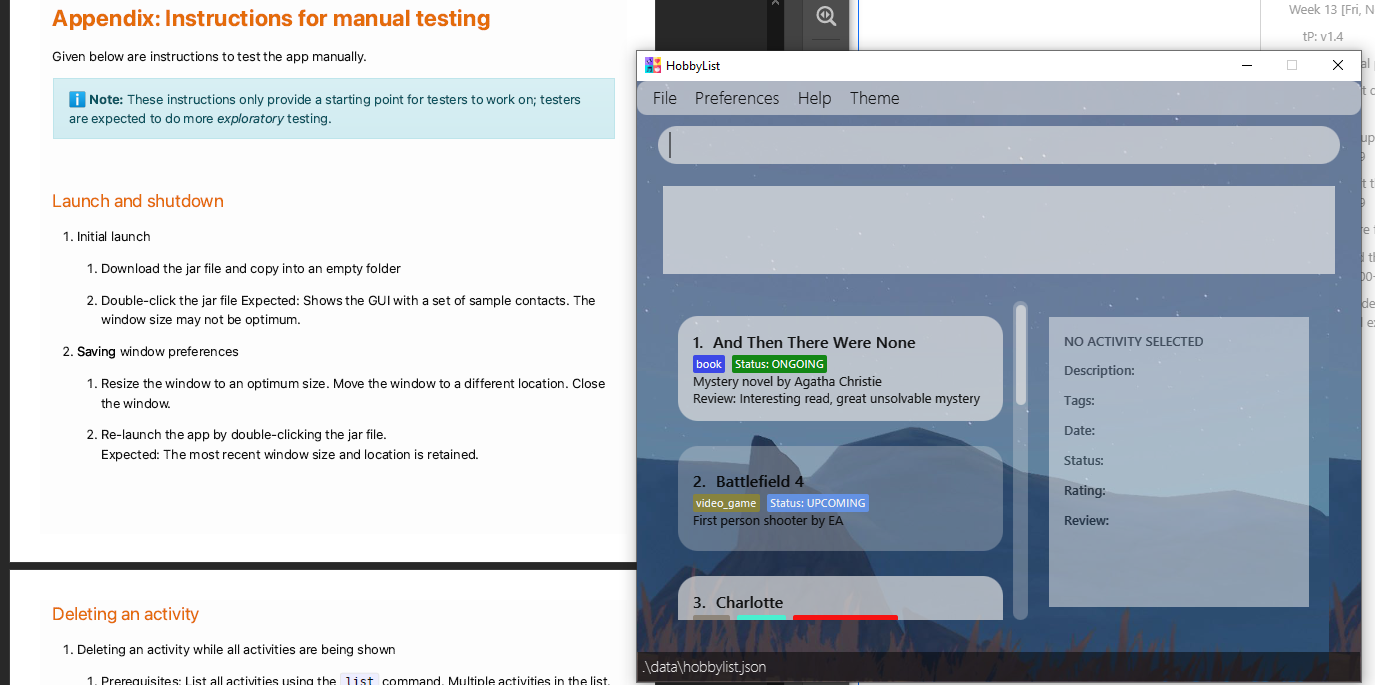 Appendix: Instructions for manual testing
Given below are instructions to test the app manually.
Note: These instructions only provide a starting point for testers to work on; testers
are expected to do more exploratory testing.
Launch and shutdown
1. Initial launch
1. Download the jar file and copy into an empty folder
2. Double-click the jar file Expected: Shows the GUI with a set of sample contacts. The
window size may not be optimum.
2. Saving window preferences
1. Resize the window to an optimum size. Move the window to a different location. Close
the window.
2. Re-launch the app by double-clicking the jar file.
Expected: The most recent window size and location is retained.
Deleting an activity
1. Deleting an activity while all activities are being shown
1. Prerequisites: List all activities using the list command. Multiple activities in the list.
Week 13 [Fri, N
tP: v1.4
HobbyList
File Preferences Help Theme
1. And Then There Were None
book Status: ONGOING
Mystery novel by Agatha Christie
Review: Interesting read, great unsolvable mystery
2. Battlefield 4
video_game Status: UPCOMING
First person shooter by EA
3. Charlotte
NO ACTIVITY SELECTED
Description:
Tags:
Date:
Status:
Rating:
Review:
.\data\hobbylist.json